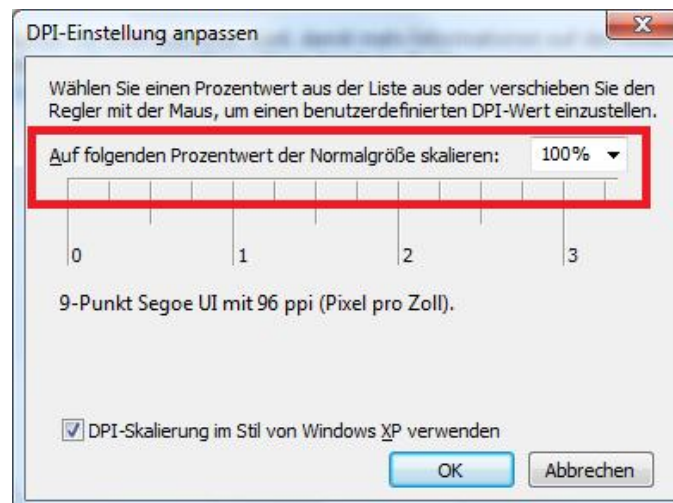 DPI-Einstellung anpassen
Wählen Sie einen Prozentwert aus der Liste aus oder verschieben Sie den
Regler mit der Maus, um einen benutzerdefinierten DPI-Wert einzustellen.
Auf folgenden Prozentwert der Normalgröße skalieren: 100%
0 1 2 3
9-Punkt Segoe UI mit 96 ppi (Pixel pro Zoll).
DPI-Skalierung im Stil von Windows XP verwenden
OK Abbrechen